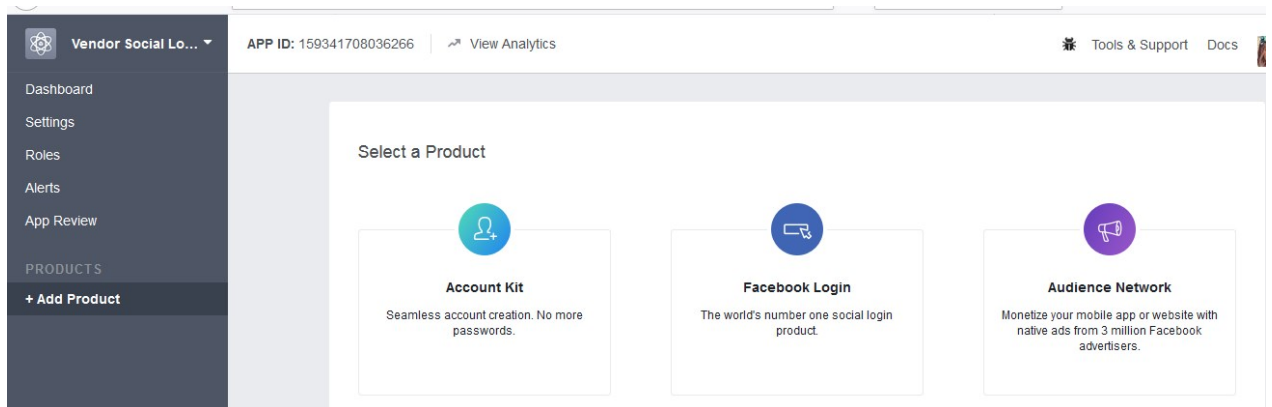 Vendor Social Lo...
APP ID: 159341708036266
View Analytics
Tools & Support
Docs
Dashboard
Settings
Roles
Alerts
App Review
PRODUCTS
+ Add Product
Select a Product
Account Kit
Seamless account creation. No more
passwords.
Facebook Login
The world's number one social login
product.
Audience Network
Monetize your mobile app or website with
native ads from 3 million Facebook
advertisers.